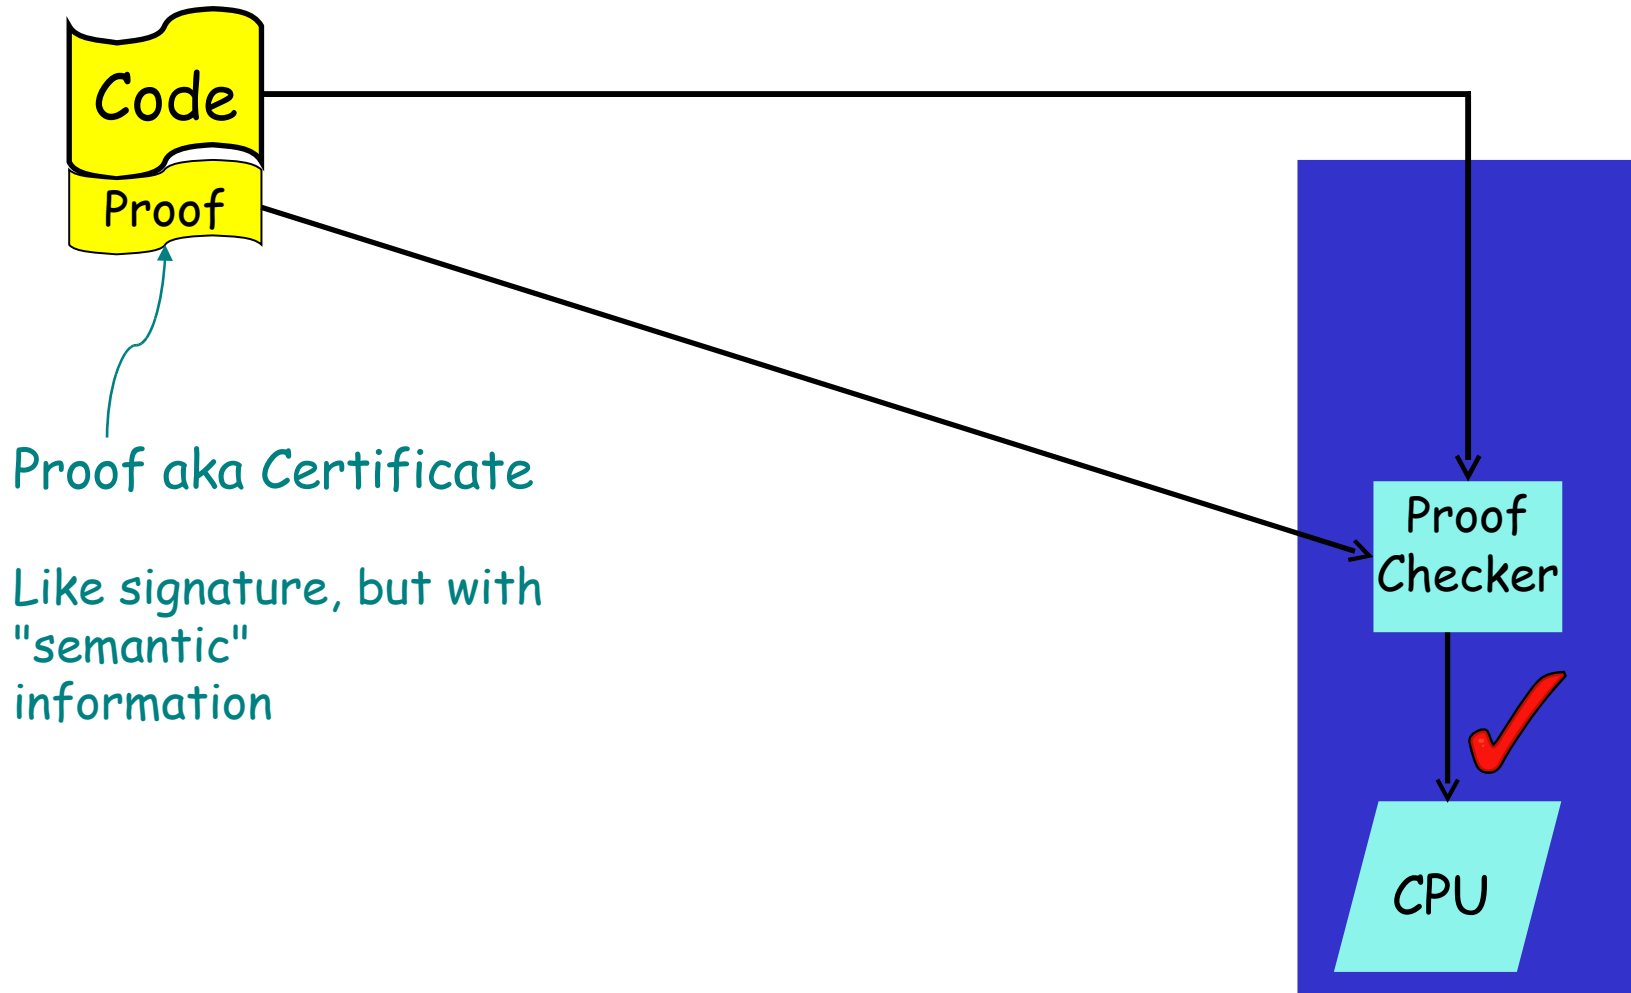 Code
Proof
Proof aka Certificate
Like signature, but with
"semantic"
information
Proof
Checker
CPU